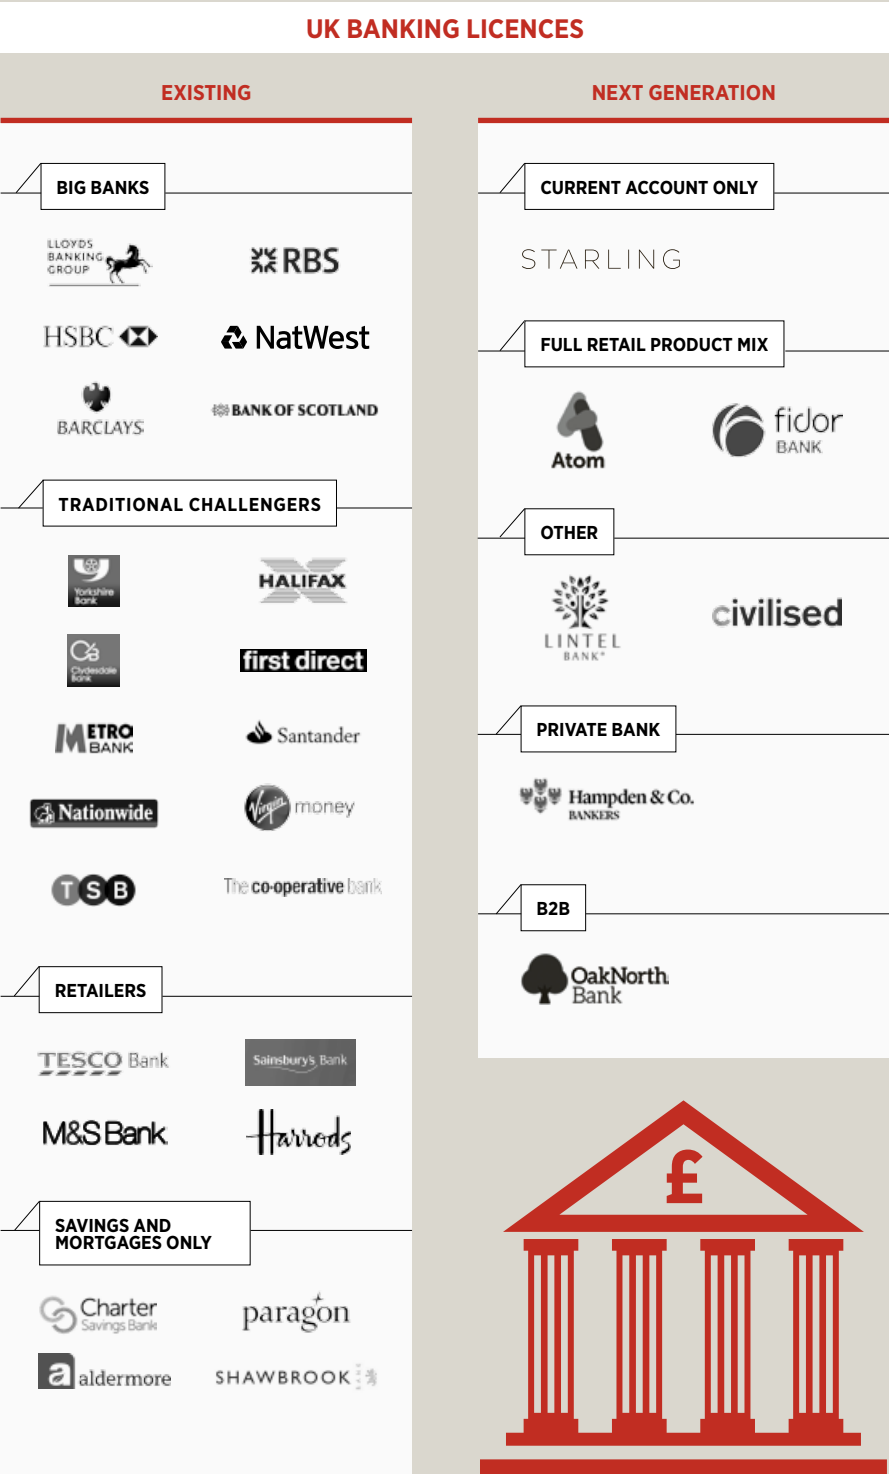 UK BANKING LICENCES
EXISTING
BIG BANKS
LLOYDS
BANKING
GROUP
RBS
HSBC
NatWest
BARCLAYS
BANK OF SCOTLAND
TRADITIONAL CHALLENGERS
Yorkshire
Bank
HALIFAX
CB
Clydesdale
Bank
first direct
METRO
BANK
Santander
Nationwide
Virgin money
TSB
The co-operative bank
RETAILERS
TESCO Bank
Sainsbury's Bank
M&S Bank
Harrods
SAVINGS AND
MORTGAGES ONLY
Charter
Savings Bank
paragon
a aldermore
SHAWBROOK
NEXT GENERATION
CURRENT ACCOUNT ONLY
STARLING
FULL RETAIL PRODUCT MIX
Atom
fidor
BANK
OTHER
LINTEL
BANK®
civilised
PRIVATE BANK
Hampden & Co.
BANKERS
B2B
OakNorth
Bank
£